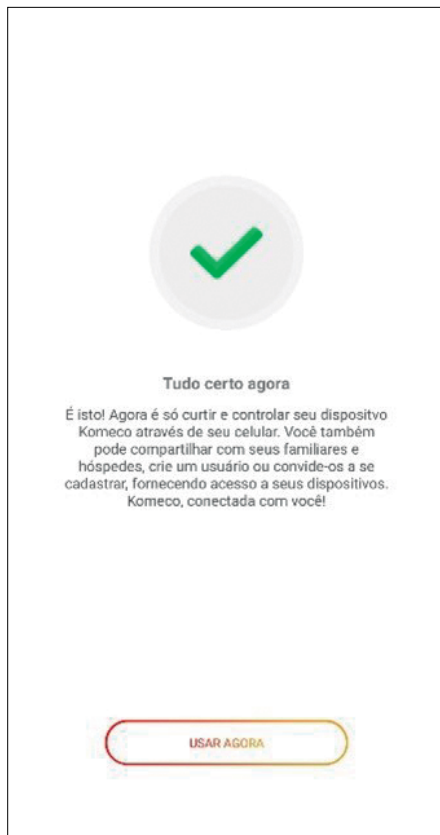 Tudo certo agora
É isto! Agora é só curtir e controlar seu dispositvo
Komeco através de seu celular. Você também
pode compartilhar com seus familiares e
hóspedes, crie um usuário ou convide-os a se
cadastrar, fornecendo acesso a seus dispositivos.
Komeco, conectada com você!
USAR AGORA